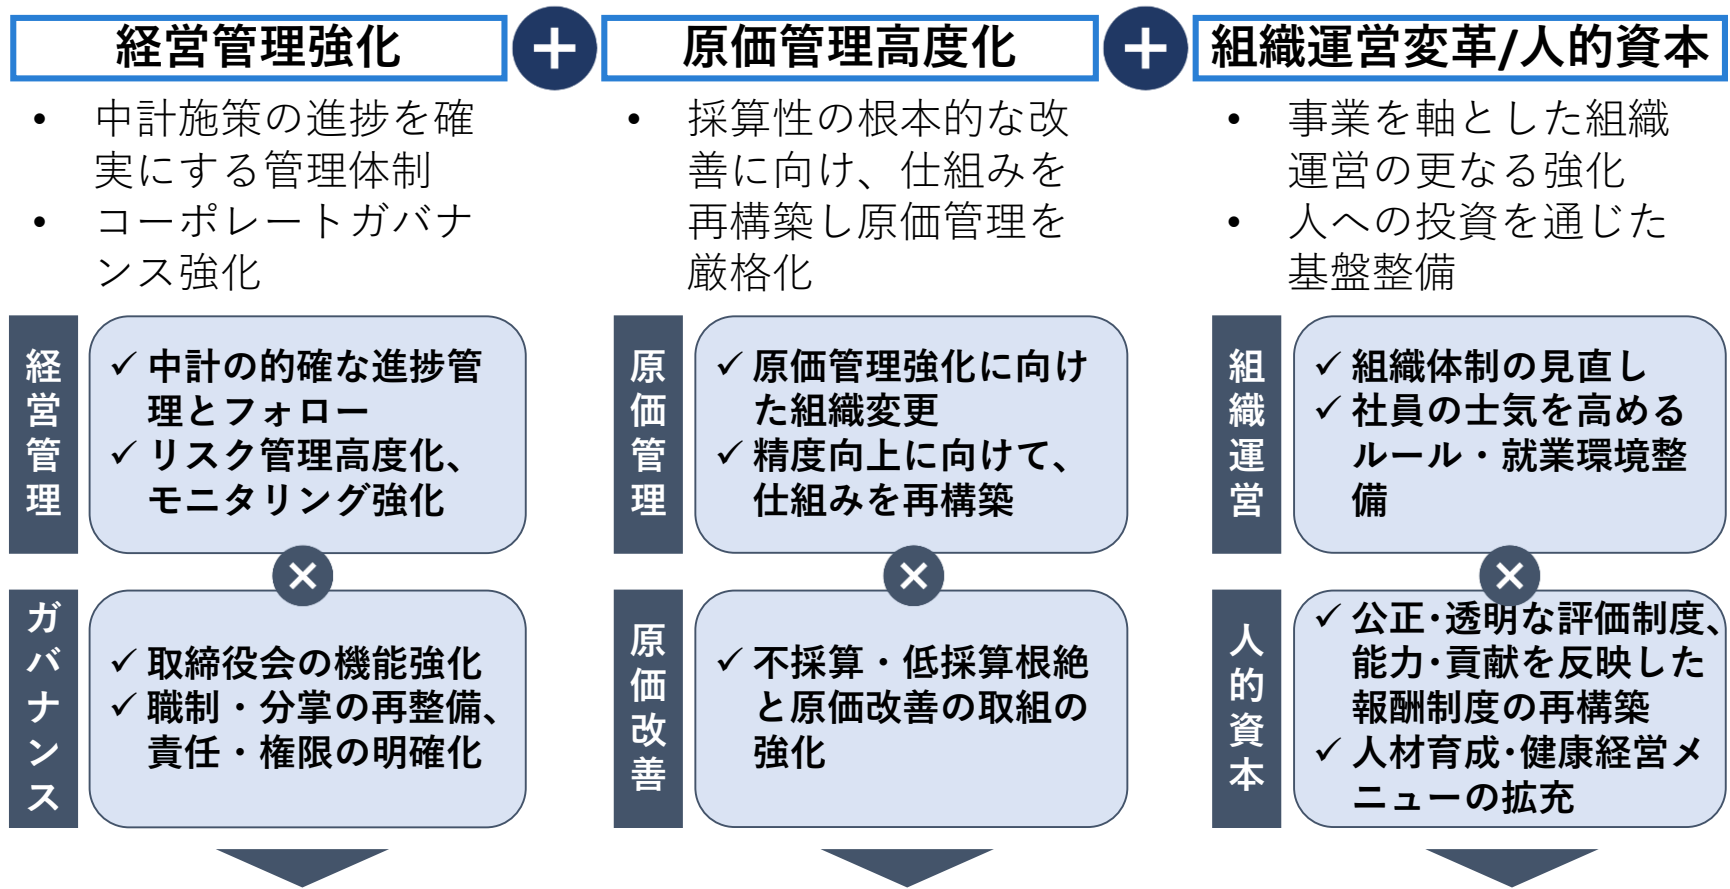 経営管理強化
+
原価管理高度化
+
組織運営変革/人的資本
• 中計施策の進捗を確
実にする管理体制
• コーポレートガバナ
ンス強化
• 採算性の根本的な改
善に向け、仕組みを
再構築し原価管理を
厳格化
• 事業を軸とした組織
運営の更なる強化
• 人への投資を通じた
基盤整備
経営管理
✓ 中計の的確な進捗管
理とフォロー
✓ リスク管理高度化、
モニタリング強化
×
ガバナンス
✓ 取締役会の機能強化
✓ 職制・分掌の再整備、
責任・権限の明確化
原価管理
✓ 原価管理強化に向け
た組織変更
✓ 精度向上に向けて、
仕組みを再構築
×
原価改善
✓ 不採算・低採算根絶
と原価改善の取組の
強化
組織運営
✓ 組織体制の見直し
✓ 社員の士気を高める
ルール・就業環境整
備
×
人的資本
✓ 公正･透明な評価制度、
能力･貢献を反映した
報酬制度の再構築
✓ 人材育成･健康経営メ
ニューの拡充